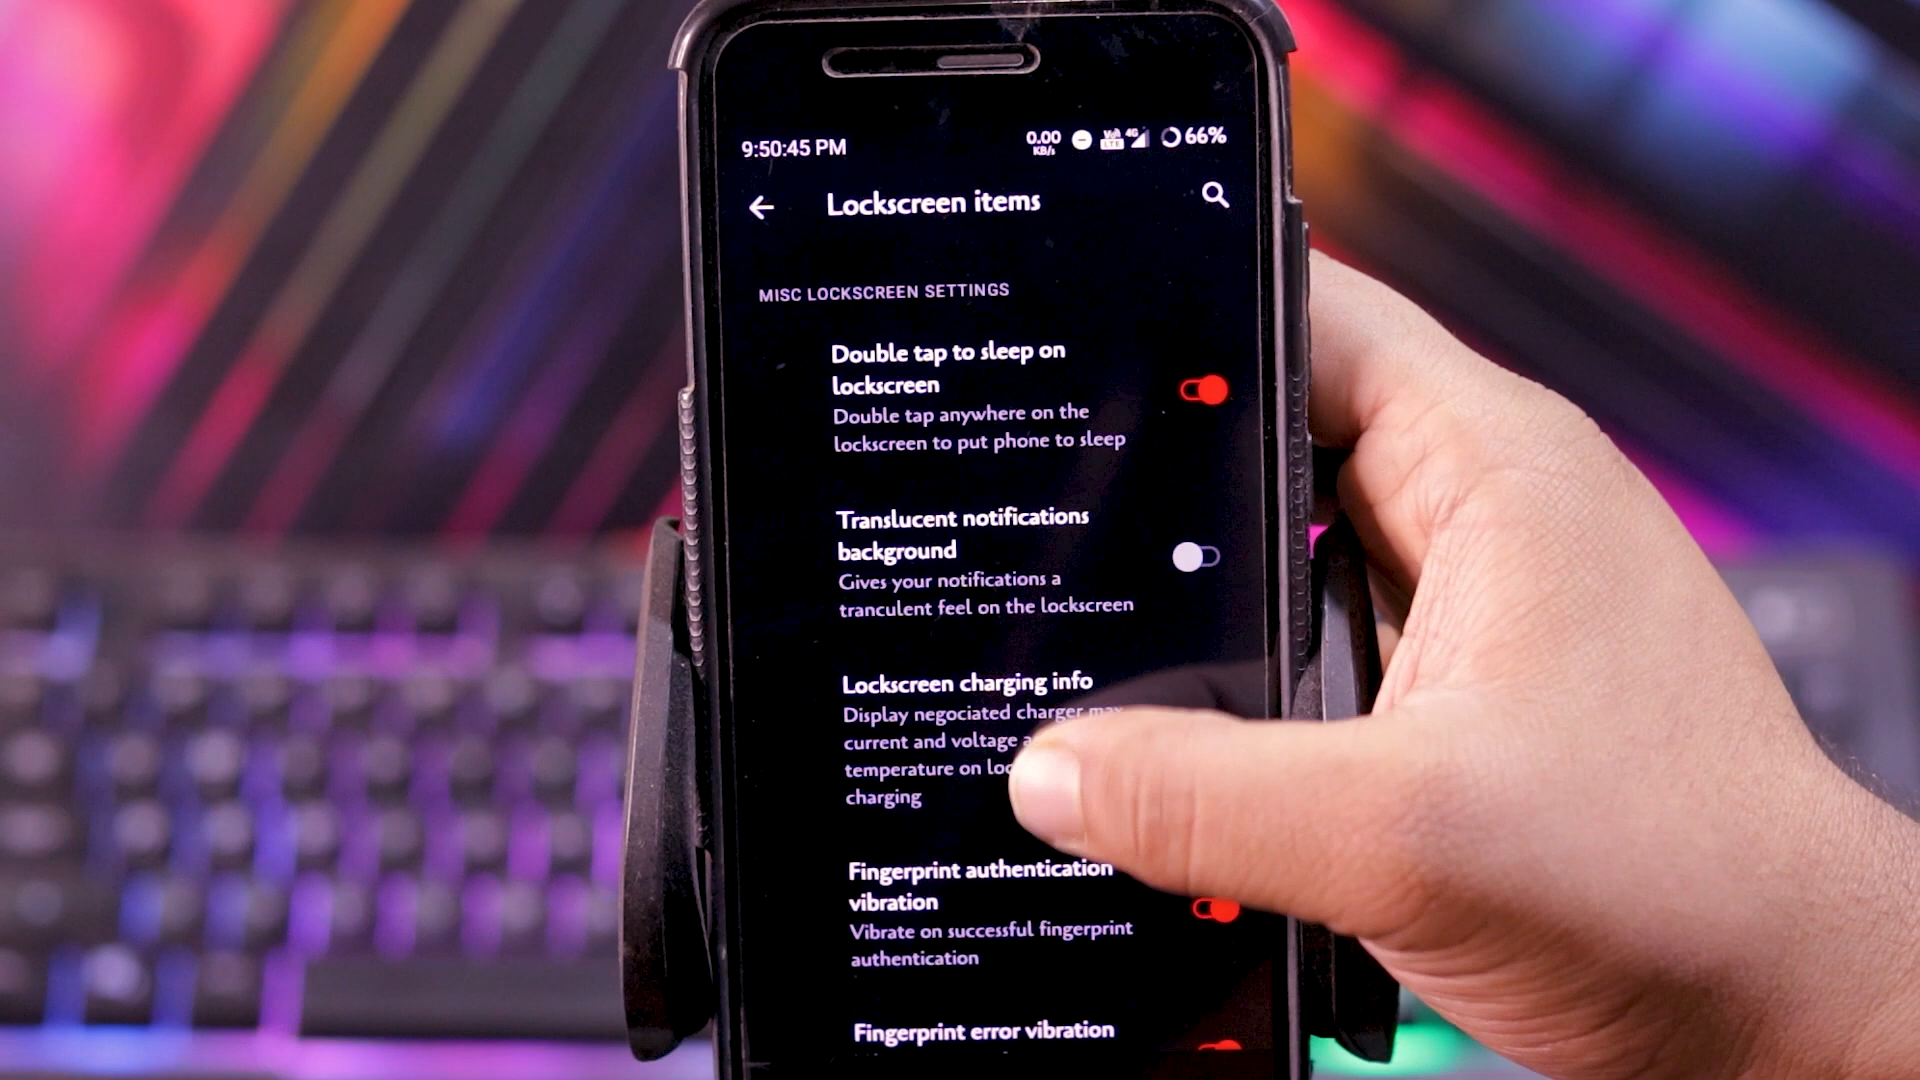 9:50:45 PM
0.00
KB/s
4G
LTE
66%
Lockscreen items
MISC LOCKSCREEN SETTINGS
Double tap to sleep on
lockscreen
Double tap anywhere on the
lockscreen to put phone to sleep
Translucent notifications
background
Gives your notifications a
tranculent feel on the lockscreen
Lockscreen charging info
Display negociated charger max
current and voltage
temperature on
charging
Fingerprint authentication
vibration
Vibrate on successful fingerprint
authentication
Fingerprint error vibration